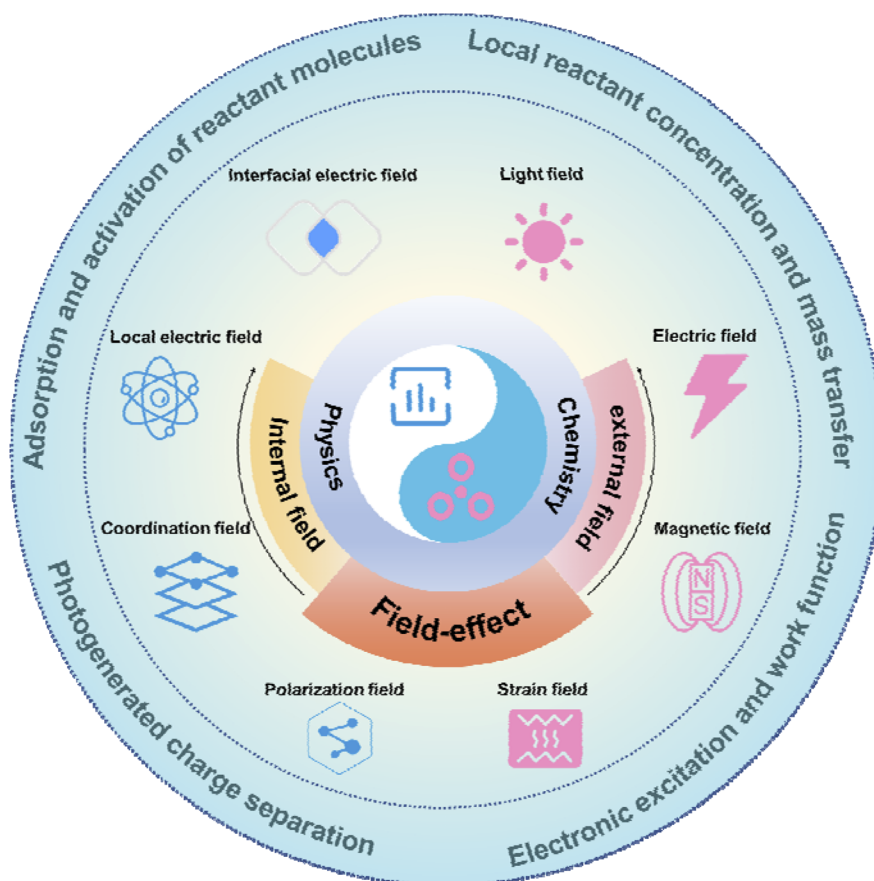 Adsorption and activation of reactant molecules
Local reactant concentration and mass transfer
Interfacial electric field
Light field
Local electric field
Electric field
Internal field
Physics
Chemistry
external field
Coordination field
Magnetic field
N
S
Field-effect
Polarization field
Strain field
Photogenerated charge separation
Electronic excitation and work function